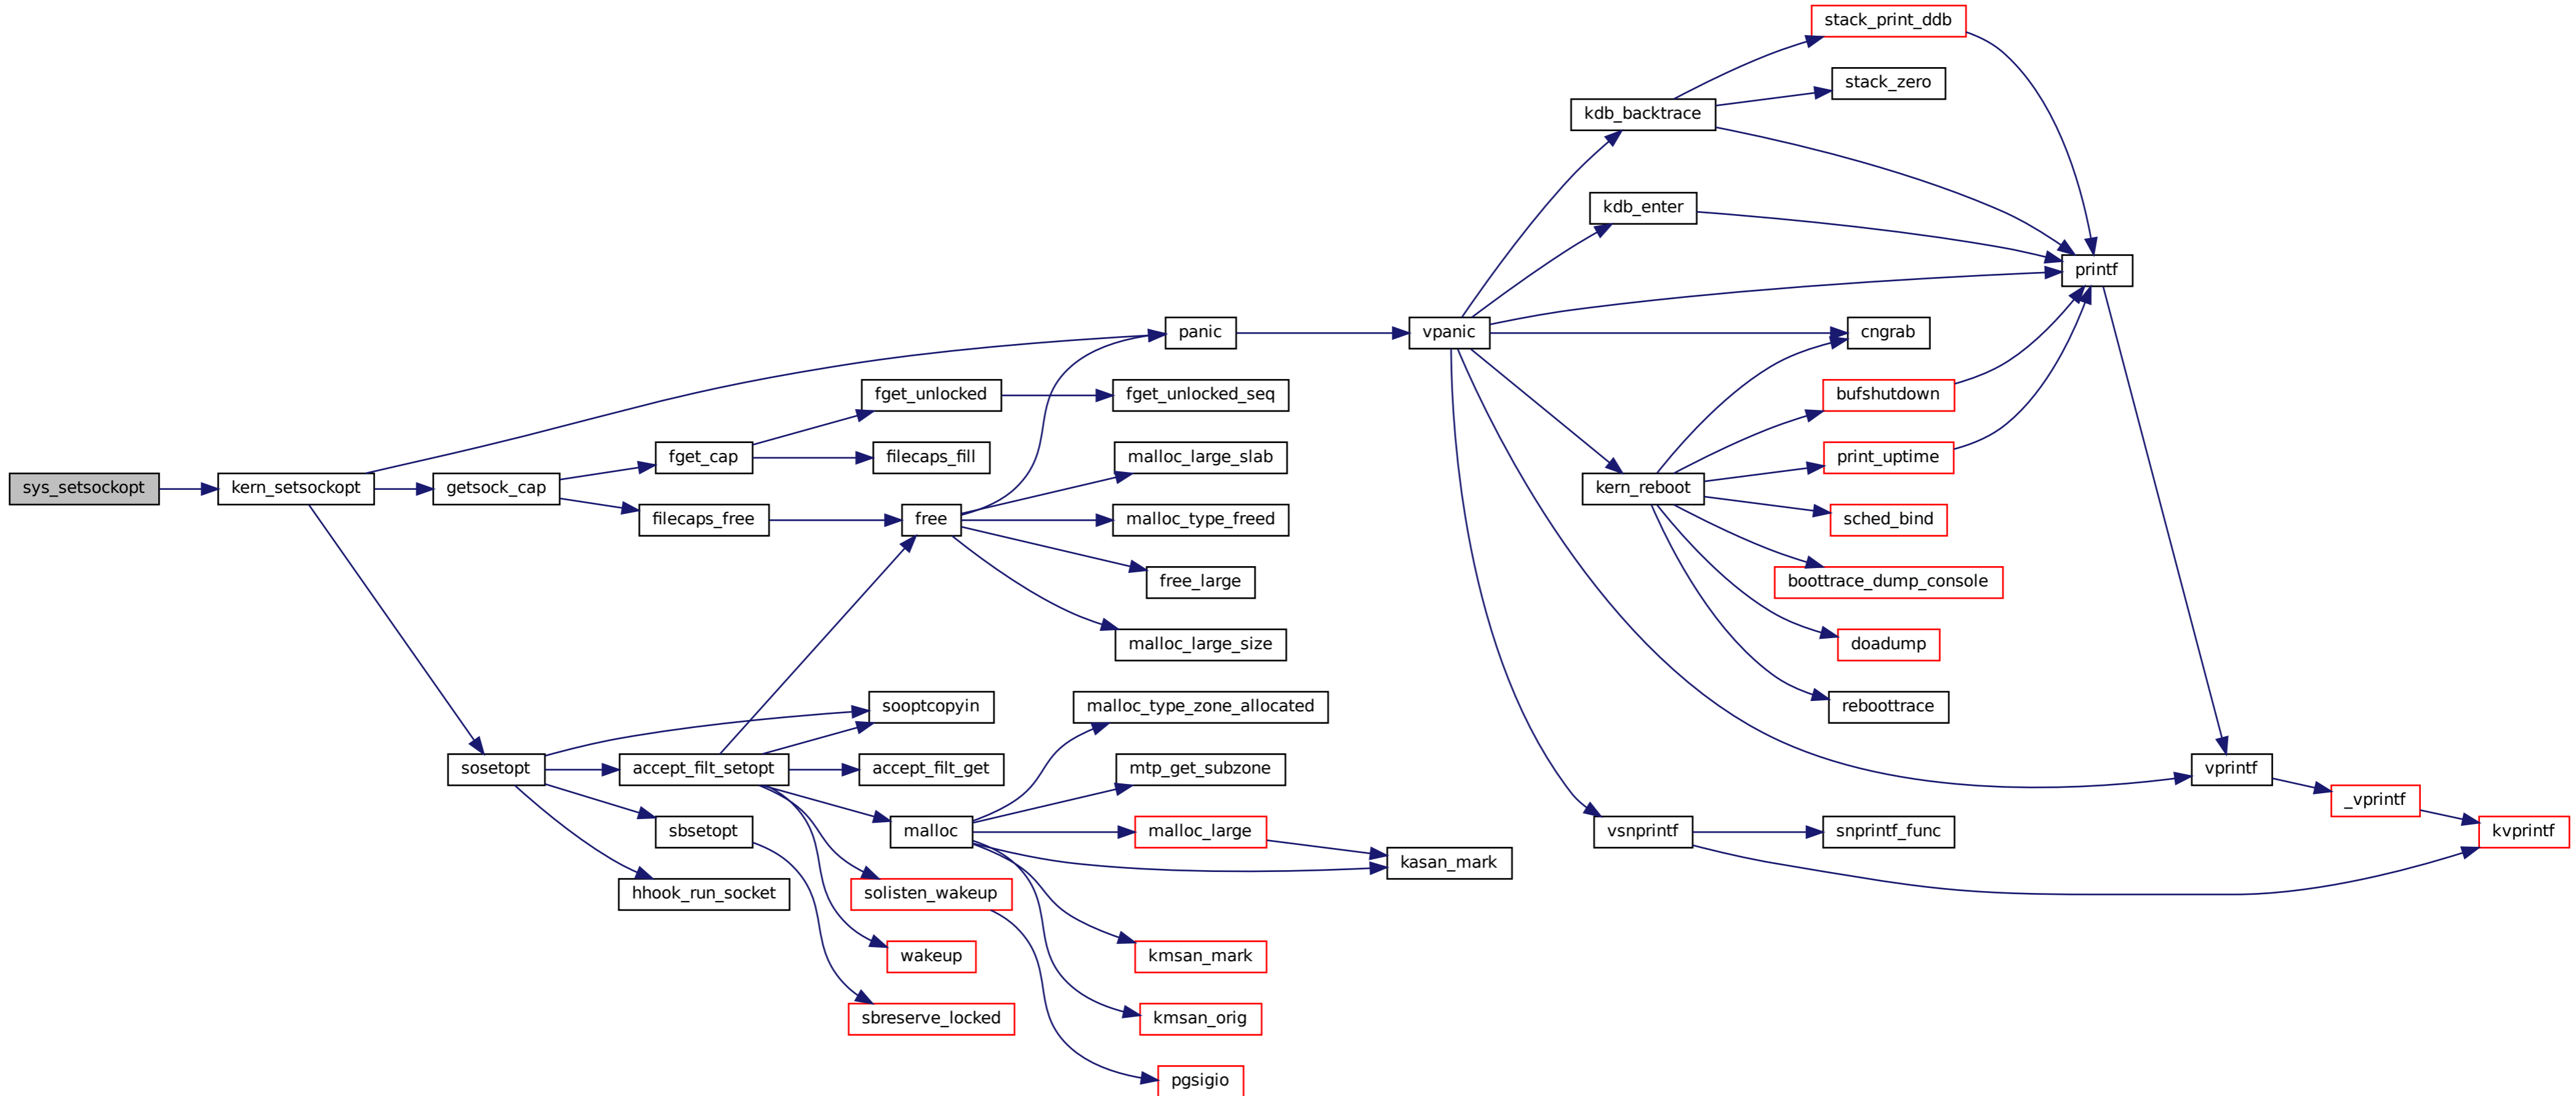 sys_setsockopt
kern_setsockopt
getsock_cap
sosetopt
fget_cap
filecaps_free
accept_filt_setopt
sbsetopt
hhook_run_socket
fget_unlocked
filecaps_fill
free
sooptcopyin
accept_filt_get
malloc
solisten_wakeup
wakeup
sbreserve_locked
panic
fget_unlocked_seq
malloc_large_slab
malloc_type_freed
free_large
malloc_large_size
malloc_type_zone_allocated
mtp_get_subzone
malloc_large
kmsan_mark
kmsan_orig
pgsigio
vpanic
kasan_mark
kdb_backtrace
kdb_enter
kern_reboot
vsnprintf
stack_print_ddb
stack_zero
cngrab
bufshutdown
print_uptime
sched_bind
boottrace_dump_console
doadump
reboottrace
snprintf_func
printf
vprintf
_vprintf
kvprintf